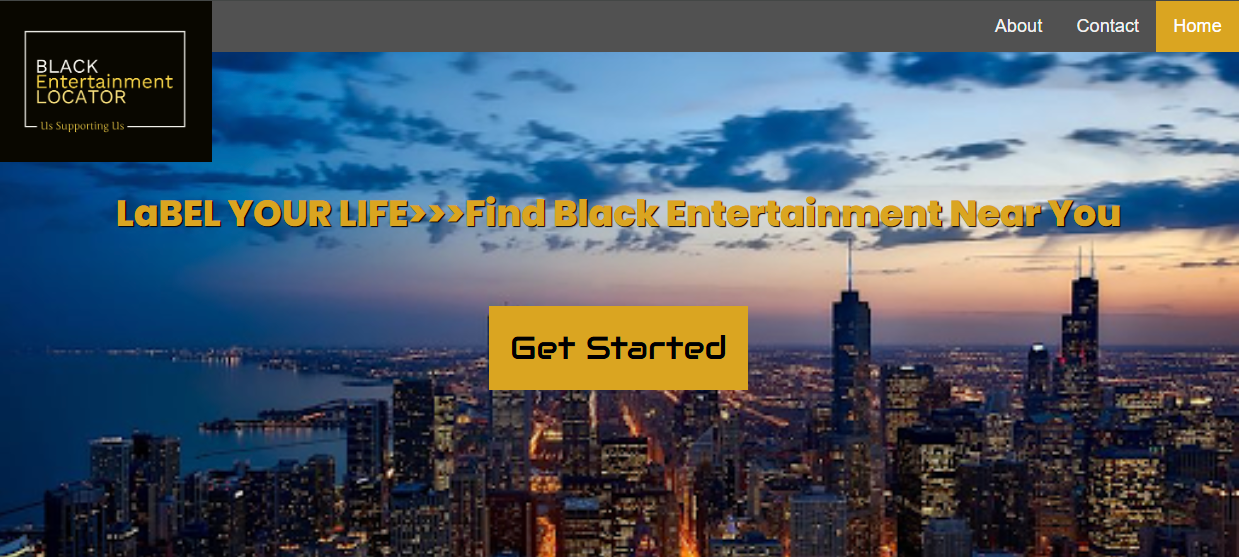 About Contact Home
BLACK
Entertainment
LOCATOR
Us Supporting Us
LaBEL YOUR LIFE>>>Find Black Entertainment Near You
Get Started